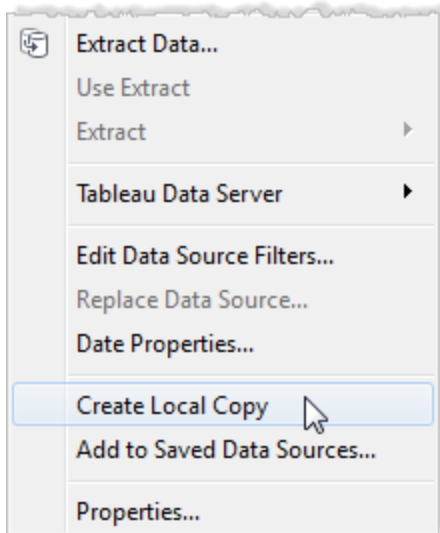 Extract Data...
Use Extract
Extract
Tableau Data Server
Edit Data Source Filters...
Replace Data Source...
Date Properties...
Create Local Copy
Add to Saved Data Sources...
Properties...